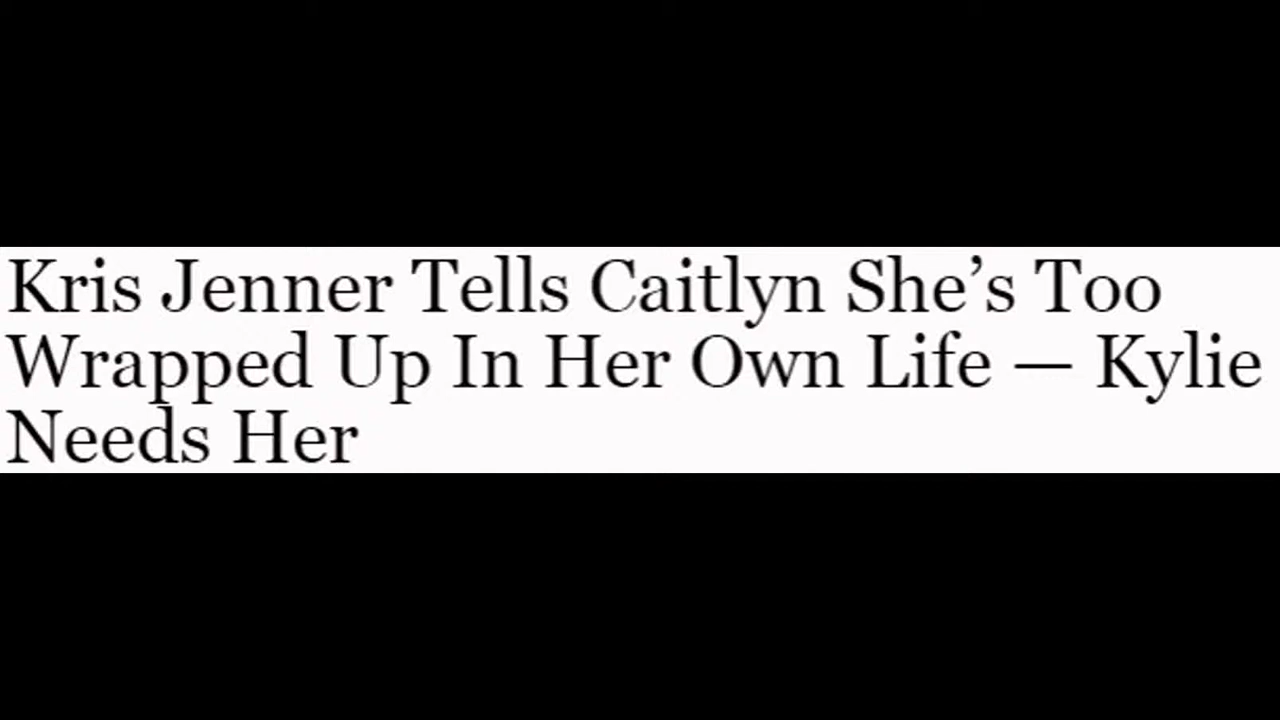 Kris Jenner Tells Caitlyn She’s Too
Wrapped Up In Her Own Life — Kylie
Needs Her